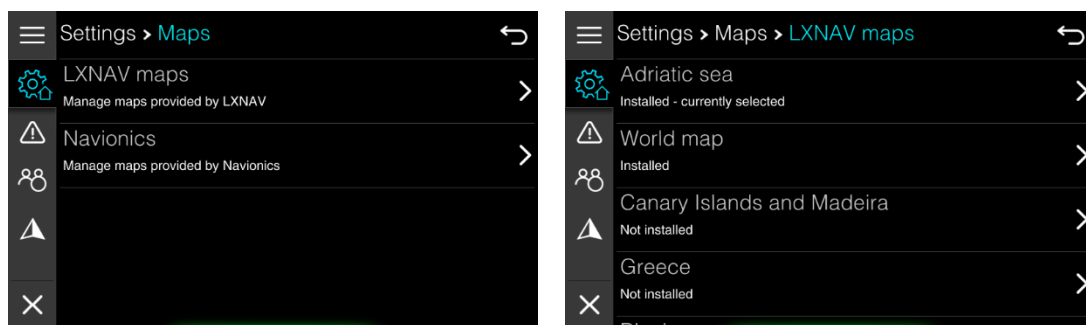 Settings > Maps
LXNAV maps
Manage maps provided by LXNAV
Navionics
Manage maps provided by Navionics
Settings > Maps > LXNAV maps
Adriatic sea
Installed - currently selected
World map
Installed
Canary Islands and Madeira
Not installed
Greece
Not installed